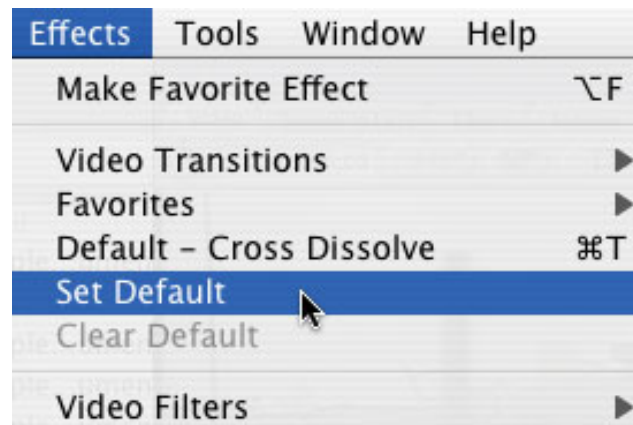 Effects Tools Window Help
Make Favorite Effect ⌥F
Video Transitions ▶
Favorites ▶
Default – Cross Dissolve ⌘T
Set Default
Clear Default
Video Filters ▶